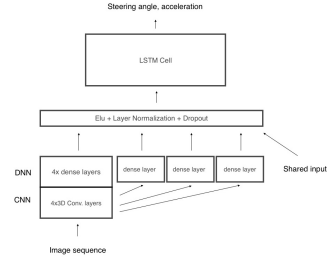 Steering angle, acceleration
LSTM Cell
Elu + Layer Normalization + Dropout
DNN
4x dense layers
dense layer
dense layer
dense layer
Shared input
CNN
4x3D Conv. layers
Image sequence